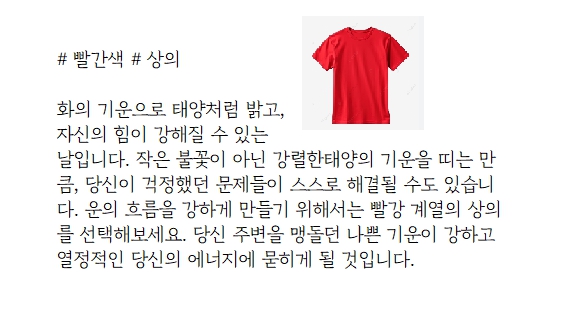 # 빨간색 # 상의
화의 기운으로 태양처럼 밝고,
자신의 힘이 강해질 수 있는
날입니다. 작은 불꽃이 아닌 강렬한태양의 기운을 띠는 만
큼, 당신이 걱정했던 문제들이 스스로 해결될 수도 있습니
다. 운의 흐름을 강하게 만들기 위해서는 빨강 계열의 상의
를 선택해보세요. 당신 주변을 맴돌던 나쁜 기운이 강하고
열정적인 당신의 에너지에 묻히게 될 것입니다.